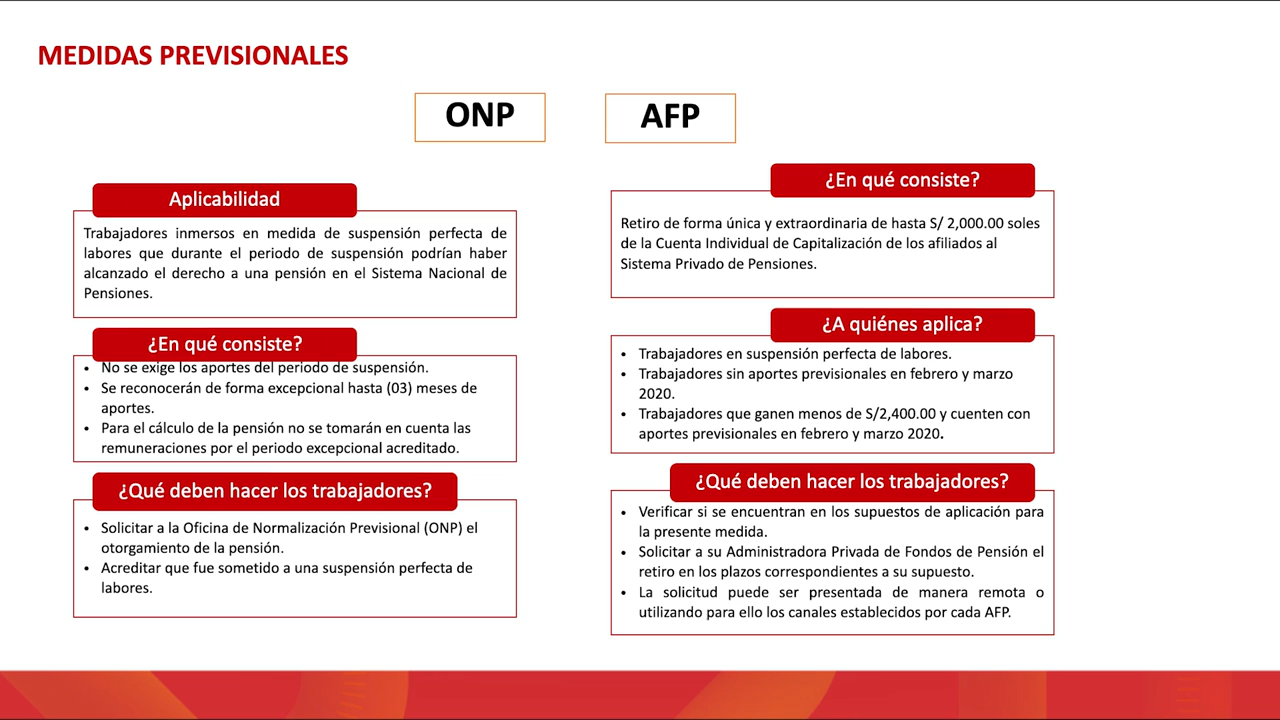 MEDIDAS PREVISIONALES
ONP
AFP
Aplicabilidad
Trabajadores inmersos en medida de suspensión perfecta de
labores que durante el periodo de suspensión podrían haber
alcanzado el derecho a una pensión en el Sistema Nacional de
Pensiones.
¿En qué consiste?
• No se exige los aportes del periodo de suspensión.
• Se reconocerán de forma excepcional hasta (03) meses de
aportes.
• Para el cálculo de la pensión no se tomarán en cuenta las
remuneraciones por el periodo excepcional acreditado.
¿Qué deben hacer los trabajadores?
• Solicitar a la Oficina de Normalización Previsional (ONP) el
otorgamiento de la pensión.
• Acreditar que fue sometido a una suspensión perfecta de
labores.
¿En qué consiste?
Retiro de forma única y extraordinaria de hasta S/ 2,000.00 soles
de la Cuenta Individual de Capitalización de los afiliados al
Sistema Privado de Pensiones.
¿A quiénes aplica?
• Trabajadores en suspensión perfecta de labores.
• Trabajadores sin aportes previsionales en febrero y marzo
2020.
• Trabajadores que ganen menos de S/2,400.00 y cuenten con
aportes previsionales en febrero y marzo 2020.
¿Qué deben hacer los trabajadores?
• Verificar si se encuentran en los supuestos de aplicación para
la presente medida.
• Solicitar a su Administradora Privada de Fondos de Pensión el
retiro en los plazos correspondientes a su supuesto.
• La solicitud puede ser presentada de manera remota o
utilizando para ello los canales establecidos por cada AFP.